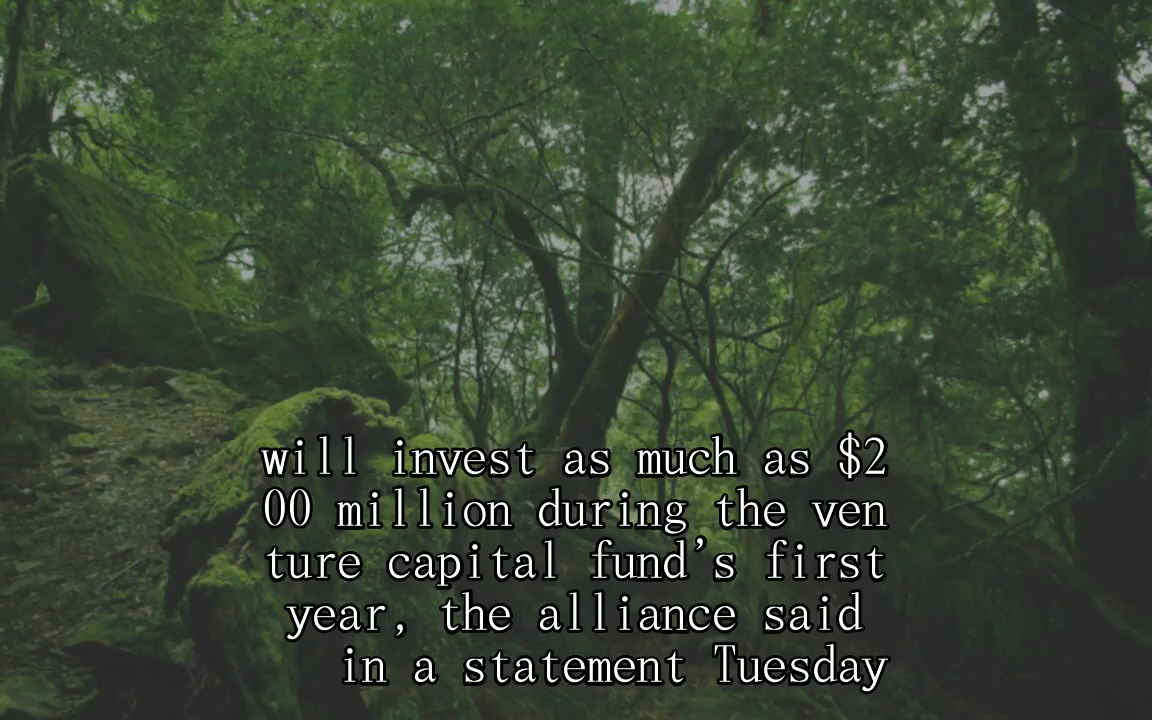 will invest as much as $2
00 million during the ven
ture capital fund's first
year, the alliance said
in a statement Tuesday